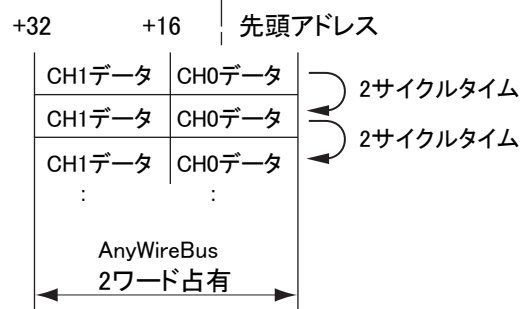 +32 +16 先頭アドレス
CH1データ CH0データ
2サイクルタイム
CH1データ CH0データ
2サイクルタイム
CH1データ CH0データ
: :
AnyWireBus
2ワード占有